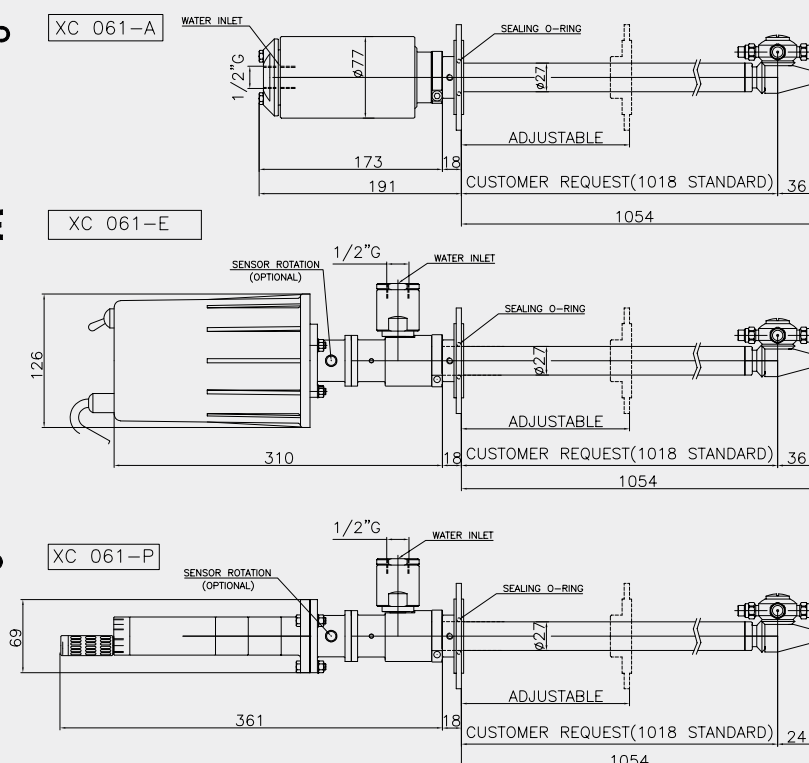 XC 061-A
WATER INLET
SEALING O-RING
1/2"G
ø77
ø27
ADJUSTABLE
173
18
191
CUSTOMER REQUEST(1018 STANDARD)
36
1054
XC 061-E
1/2"G
WATER INLET
SENSOR ROTATION
(OPTIONAL)
SEALING O-RING
126
ø27
ADJUSTABLE
310
18
CUSTOMER REQUEST(1018 STANDARD)
36
1054
XC 061-P
1/2"G
WATER INLET
SENSOR ROTATION
(OPTIONAL)
SEALING O-RING
69
ø27
ADJUSTABLE
361
18
CUSTOMER REQUEST(1018 STANDARD)
24
1054